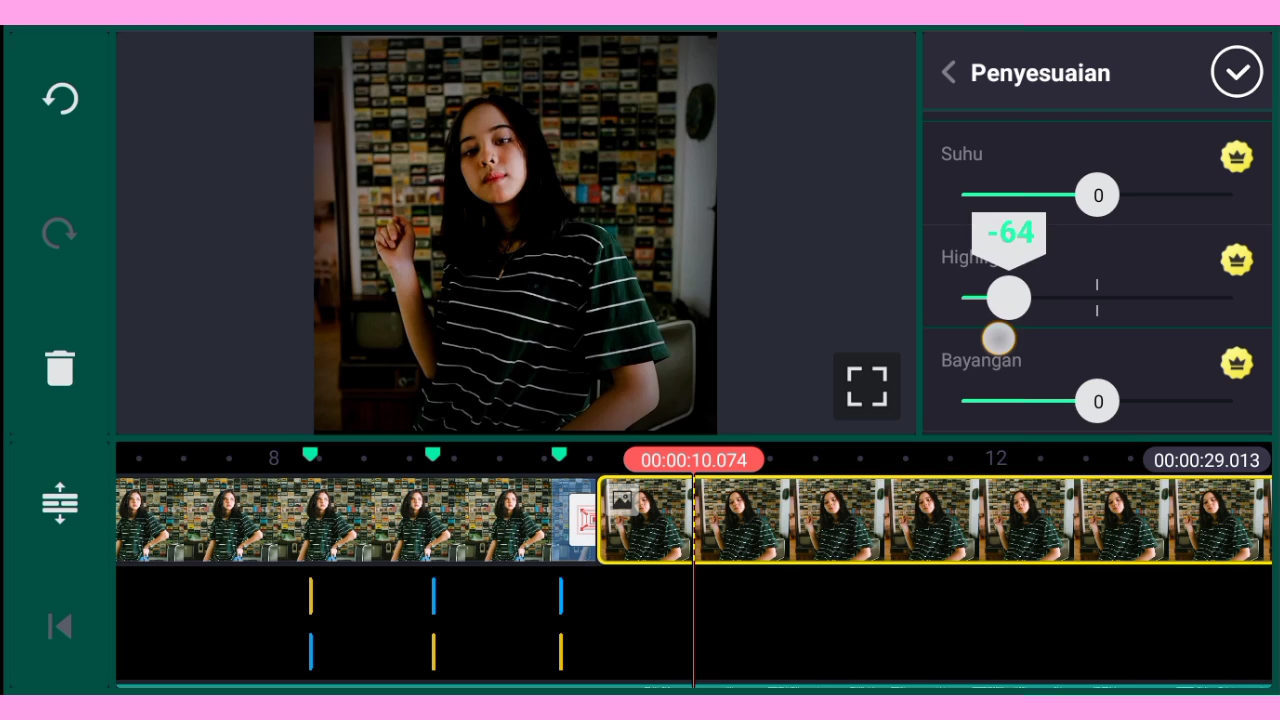 Penyesuaian
Suhu
0
-64
Bayangan
0
8
00:00:10.074
12
00:00:29.013